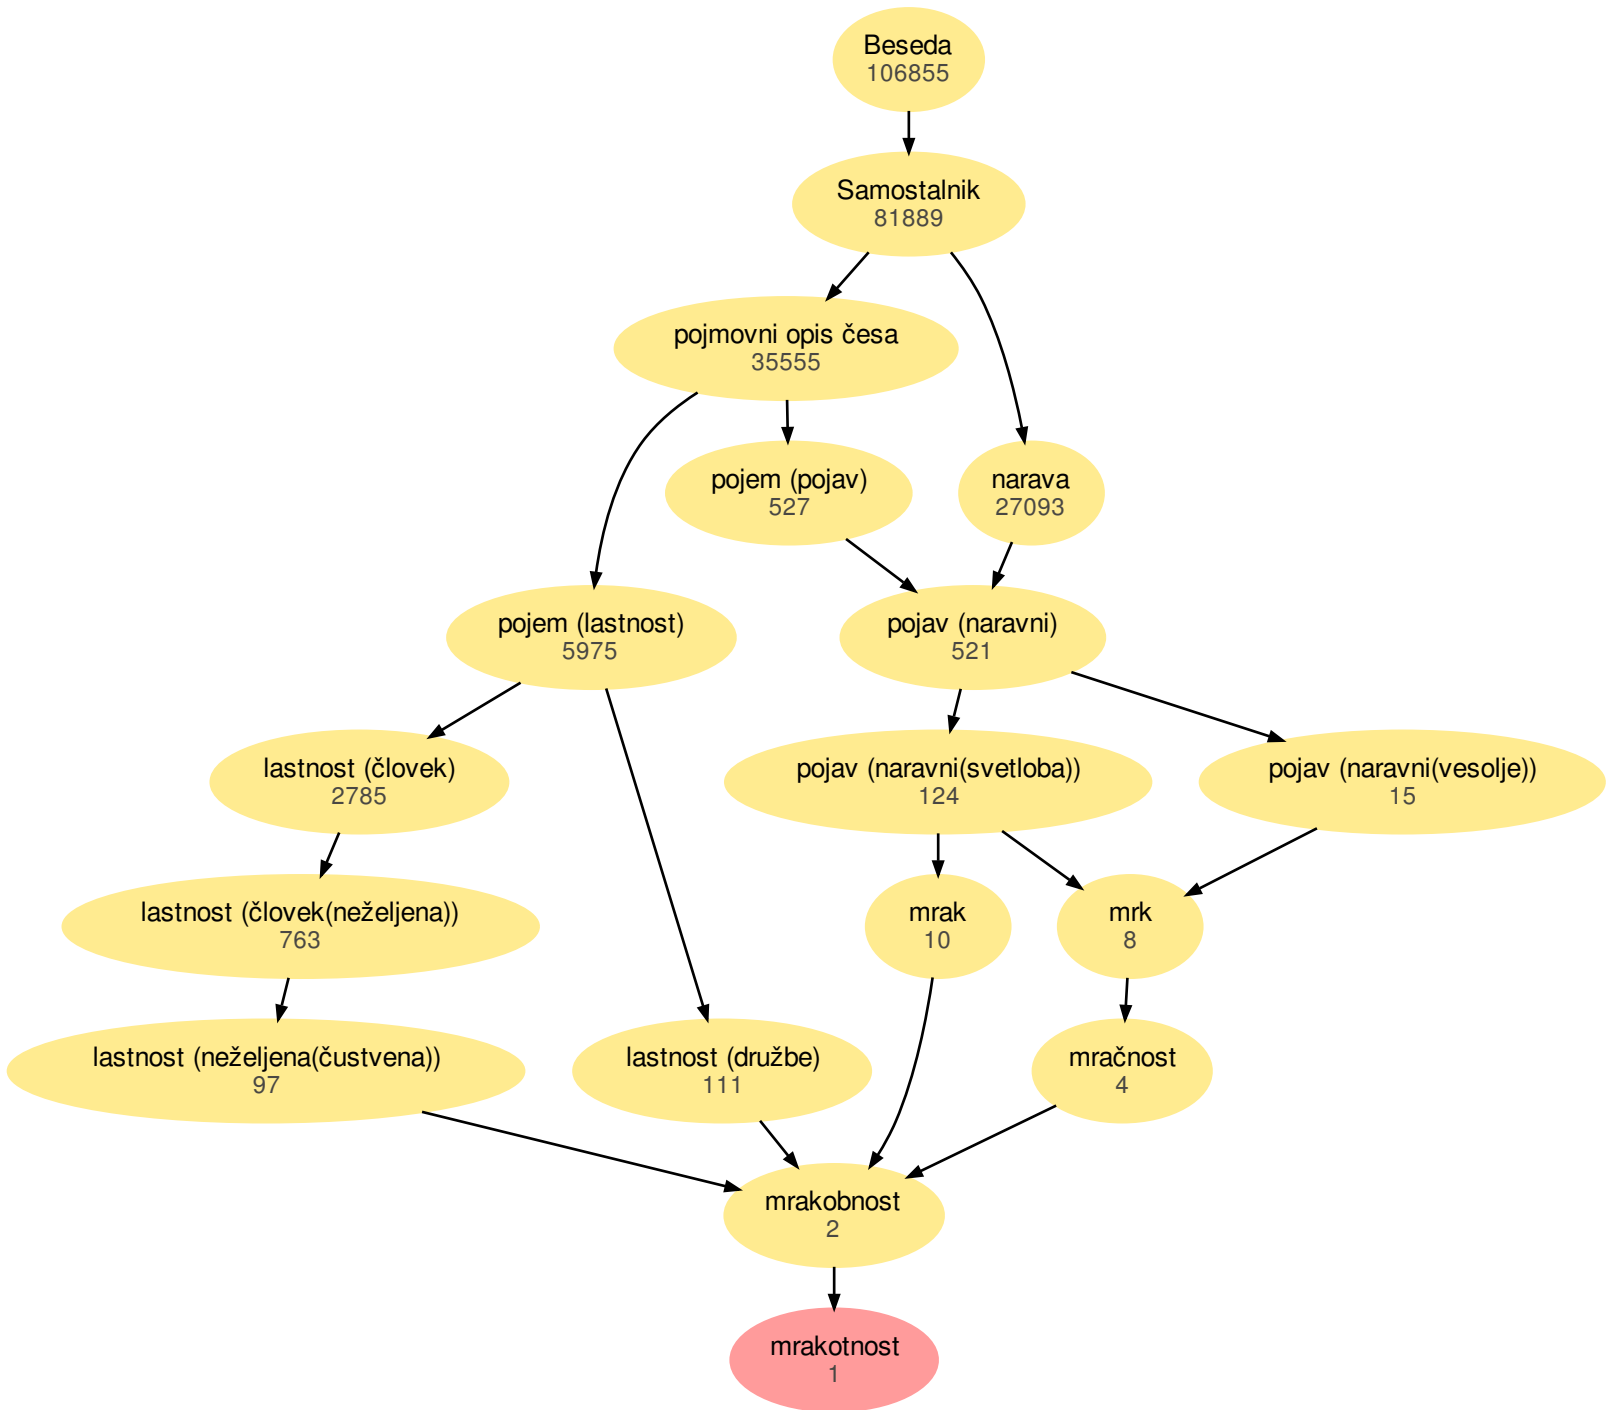 Beseda
106855
Samostalnik
81889
pojmovni opis česa
35555
pojem (pojav)
527
narava
27093
pojem (lastnost)
5975
pojav (naravni)
521
lastnost (človek)
2785
pojav (naravni(svetloba))
124
pojav (naravni(vesolje))
15
lastnost (človek(neželjena))
763
mrak
10
mrk
8
lastnost (neželjena(čustvena))
97
lastnost (družbe)
111
mračnost
4
mrakobnost
2
mrakotnost
1